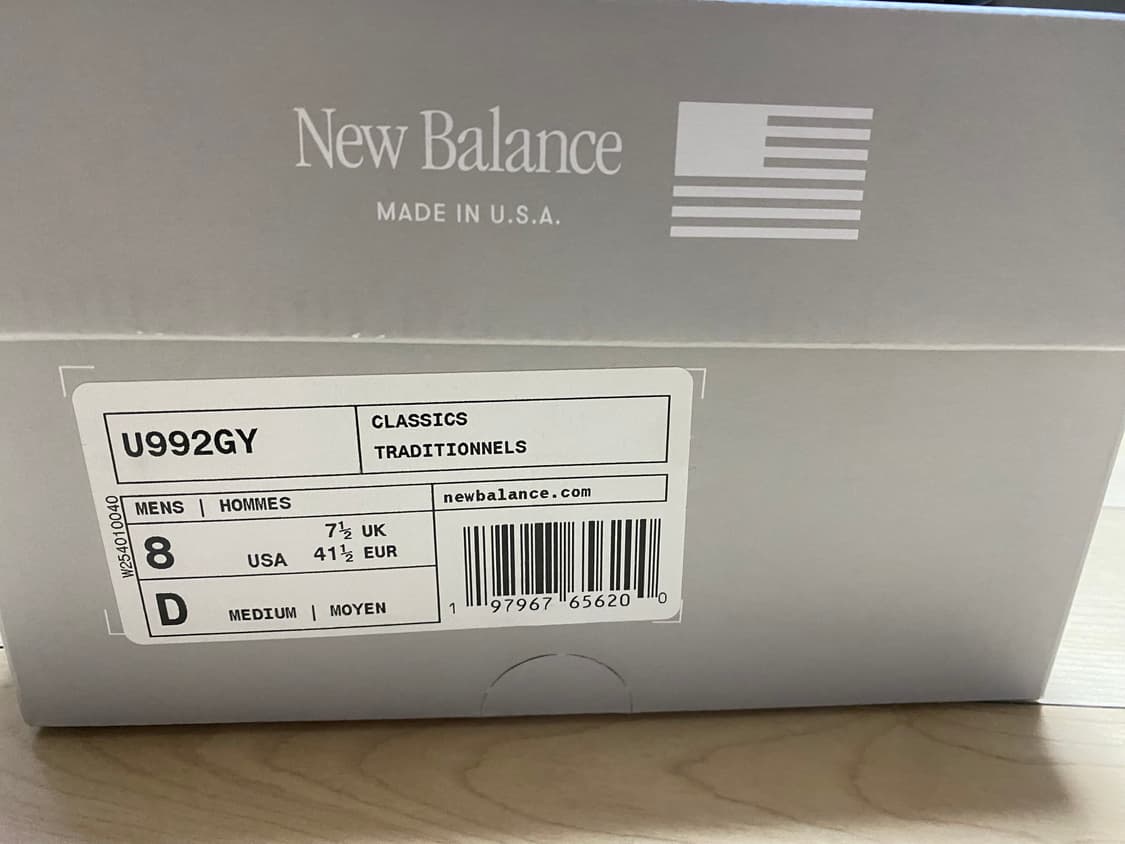 New Balance
MADE IN U.S.A.
U992GY
CLASSICS
TRADITIONNELS
MENS | HOMMES
newbalance.com
W254010040
8 USA 7½ UK
41½ EUR
D MEDIUM | MOYEN
1 97967 65620 0